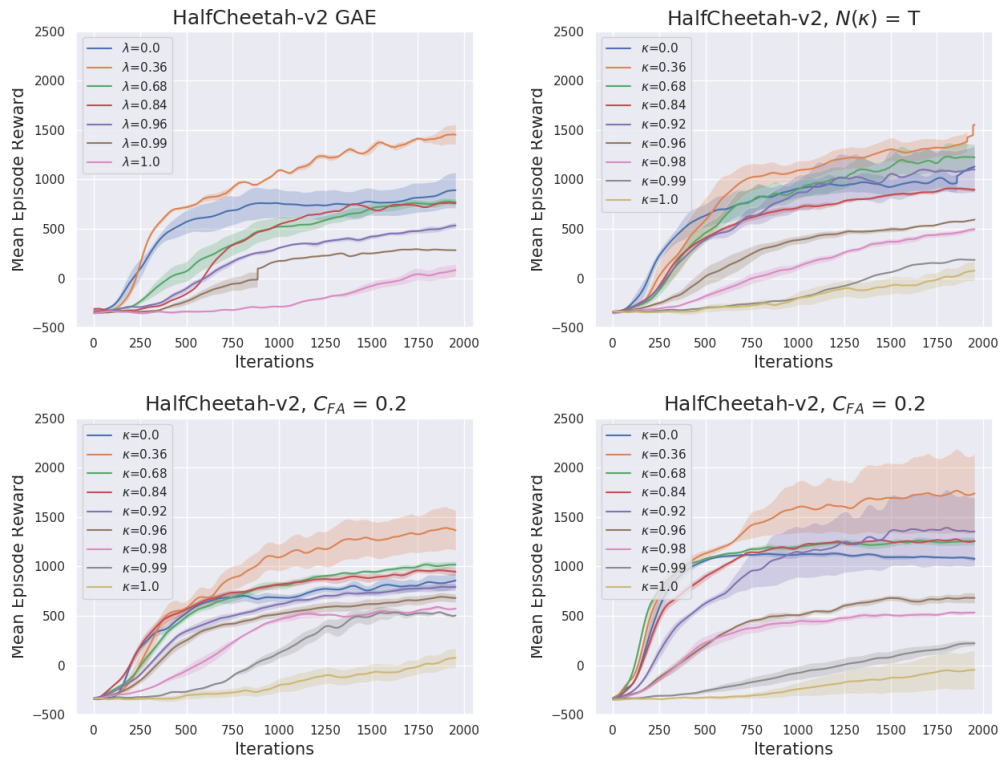 HalfCheetah-v2 GAE
2500
2000
1500
1000
500
0
−500
Mean Episode Reward
λ=0.0
λ=0.36
λ=0.68
λ=0.84
λ=0.96
λ=0.99
λ=1.0
0 250 500 750 1000 1250 1500 1750 2000
Iterations
HalfCheetah-v2, N(κ) = T
2500
2000
1500
1000
500
0
−500
Mean Episode Reward
κ=0.0
κ=0.36
κ=0.68
κ=0.84
κ=0.92
κ=0.96
κ=0.98
κ=0.99
κ=1.0
0 250 500 750 1000 1250 1500 1750 2000
Iterations
HalfCheetah-v2, C_FA = 0.2
2500
2000
1500
1000
500
0
−500
Mean Episode Reward
κ=0.0
κ=0.36
κ=0.68
κ=0.84
κ=0.92
κ=0.96
κ=0.98
κ=0.99
κ=1.0
0 250 500 750 1000 1250 1500 1750 2000
Iterations
HalfCheetah-v2, C_FA = 0.2
2500
2000
1500
1000
500
0
−500
Mean Episode Reward
κ=0.0
κ=0.36
κ=0.68
κ=0.84
κ=0.92
κ=0.96
κ=0.98
κ=0.99
κ=1.0
0 250 500 750 1000 1250 1500 1750 2000
Iterations